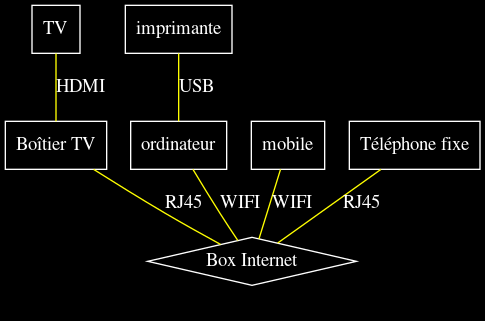 TV
imprimante
HDMI
USB
Boîtier TV
ordinateur
mobile
Téléphone fixe
RJ45
WIFI
WIFI
RJ45
Box Internet